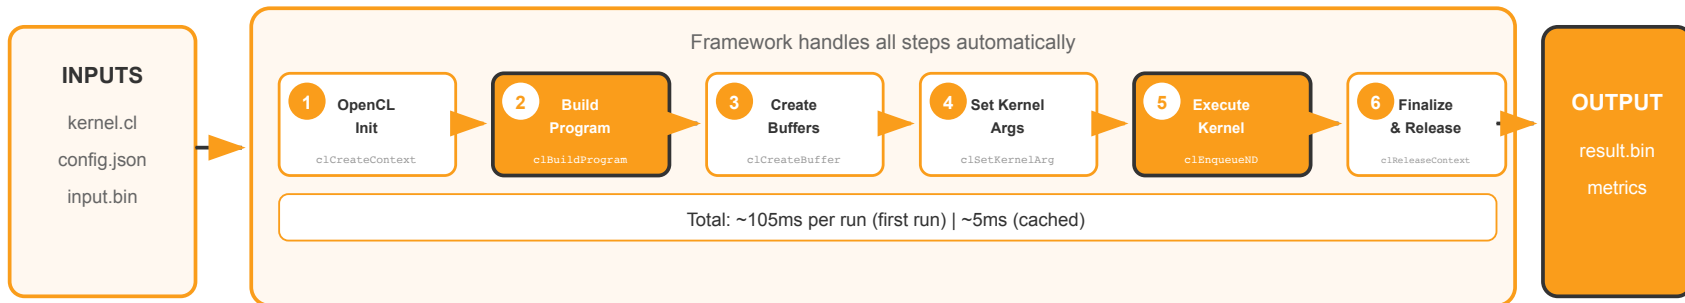 INPUTS
kernel.cl
config.json
input.bin
Framework handles all steps automatically
1
OpenCL
Init
clCreateContext
2
Build
Program
clBuildProgram
3
Create
Buffers
clCreateBuffer
4
Set Kernel
Args
clSetKernelArg
5
Execute
Kernel
clEnqueueND
6
Finalize
& Release
clReleaseContext
Total: ~105ms per run (first run) | ~5ms (cached)
OUTPUT
result.bin
metrics